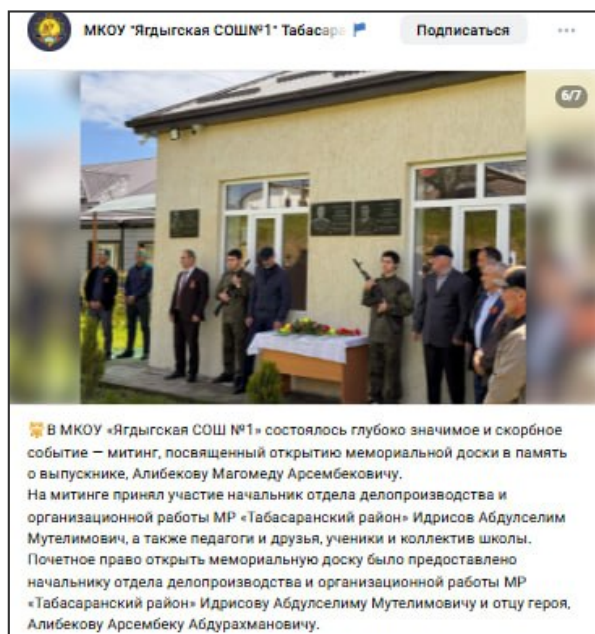 МКОУ "Ягдыгская СОШ№1" Табасара
Подписаться
6/7
В МКОУ «Ягдыгская СОШ №1» состоялось глубоко значимое и скорбное
событие — митинг, посвященный открытию мемориальной доски в память
о выпускнике, Алибекову Магомеду Арсембековичу.
На митинге принял участие начальник отдела делопроизводства и
организационной работы МР «Табасаранский район» Идрисов Абдулселим
Мутелимович, а также педагоги и друзья, ученики и коллектив школы.
Почетное право открыть мемориальную доску было предоставлено
начальнику отдела делопроизводства и организационной работы МР
«Табасаранский район» Идрисову Абдулселиму Мутелимовичу и отцу героя,
Алибекову Арсембеку Абдурахмановичу.